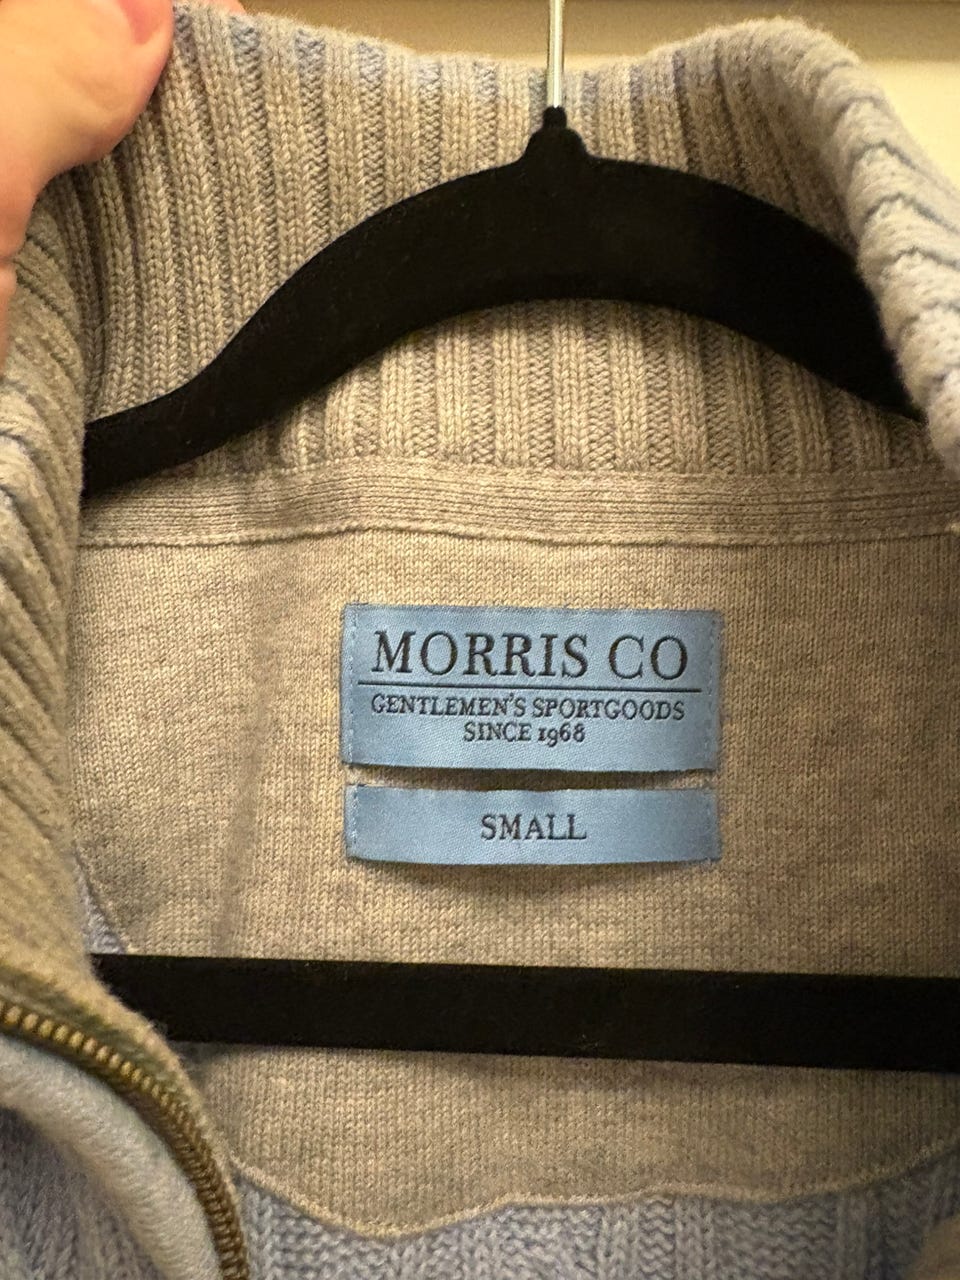 MORRIS CO
GENTLEMEN'S SPORTGOODS
SINCE 1968
SMALL